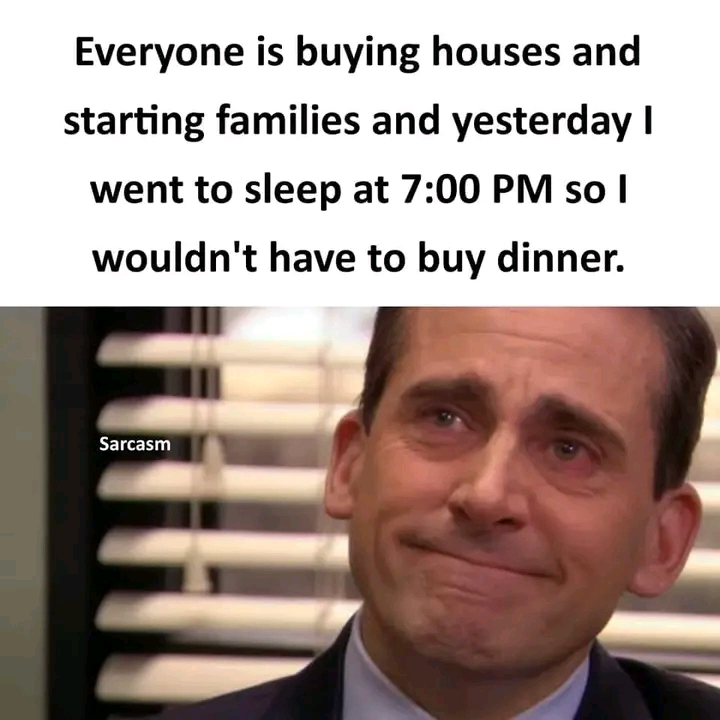 Everyone is buying houses and
starting families and yesterday I
went to sleep at 7:00 PM so I
wouldn't have to buy dinner.
Sarcasm